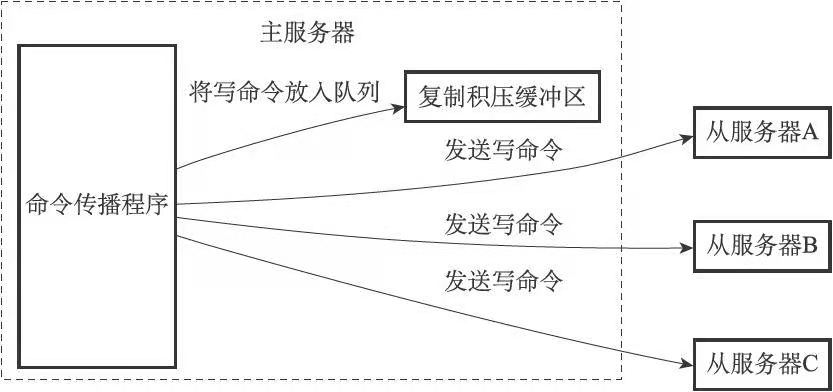 主服务器
将写命令放入队列
复制积压缓冲区
发送写命令
从服务器A
命令传播程序
发送写命令
从服务器B
发送写命令
从服务器C